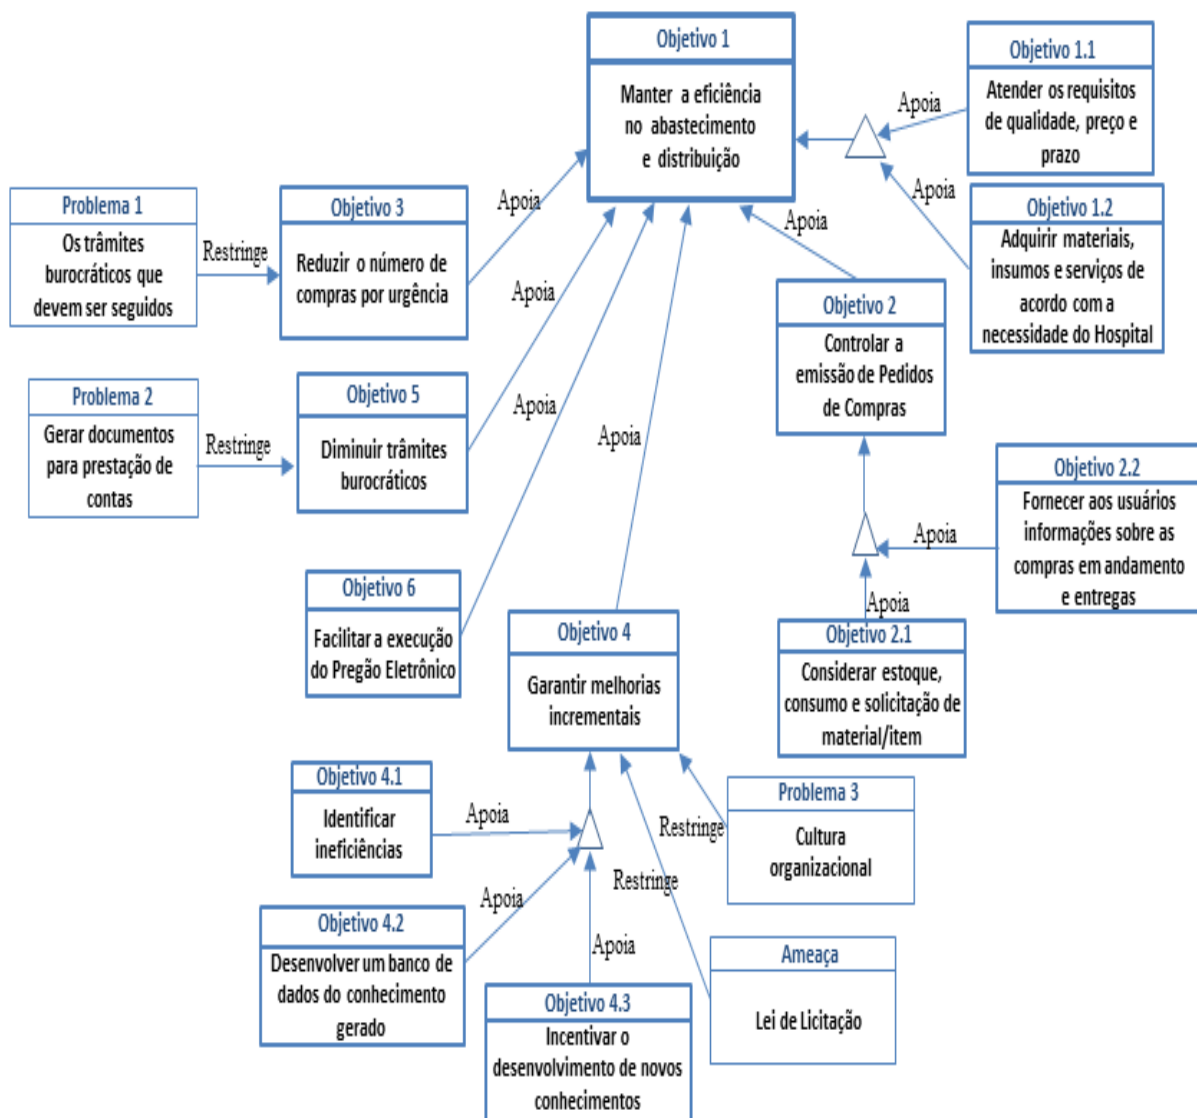 Objetivo 1
Manter a eficiência
no abastecimento
e distribuição
Objetivo 1.1
Atender os requisitos
de qualidade, preço e
prazo
Apoia
Apoia
Objetivo 1.2
Adquirir materiais,
insumos e serviços de
acordo com a
necessidade do Hospital
Problema 1
Os trâmites
burocráticos que
devem ser seguidos
Restringe
Objetivo 3
Reduzir o número de
compras por urgência
Apoia
Problema 2
Gerar documentos
para prestação de
contas
Restringe
Objetivo 5
Diminuir trâmites
burocráticos
Apoia
Apoia
Apoia
Apoia
Objetivo 2
Controlar a
emissão de Pedidos
de Compras
Objetivo 2.2
Fornecer aos usuários
informações sobre as
compras em andamento
e entregas
Apoia
Apoia
Objetivo 2.1
Considerar estoque,
consumo e solicitação de
material/item
Objetivo 6
Facilitar a execução
do Pregão Eletrônico
Objetivo 4
Garantir melhorias
incrementais
Objetivo 4.1
Identificar
ineficiências
Apoia
Problema 3
Cultura
organizacional
Restringe
Restringe
Objetivo 4.2
Desenvolver um banco de
dados do conhecimento
gerado
Apoia
Apoia
Objetivo 4.3
Incentivar o
desenvolvimento de novos
conhecimentos
Ameaça
Lei de Licitação